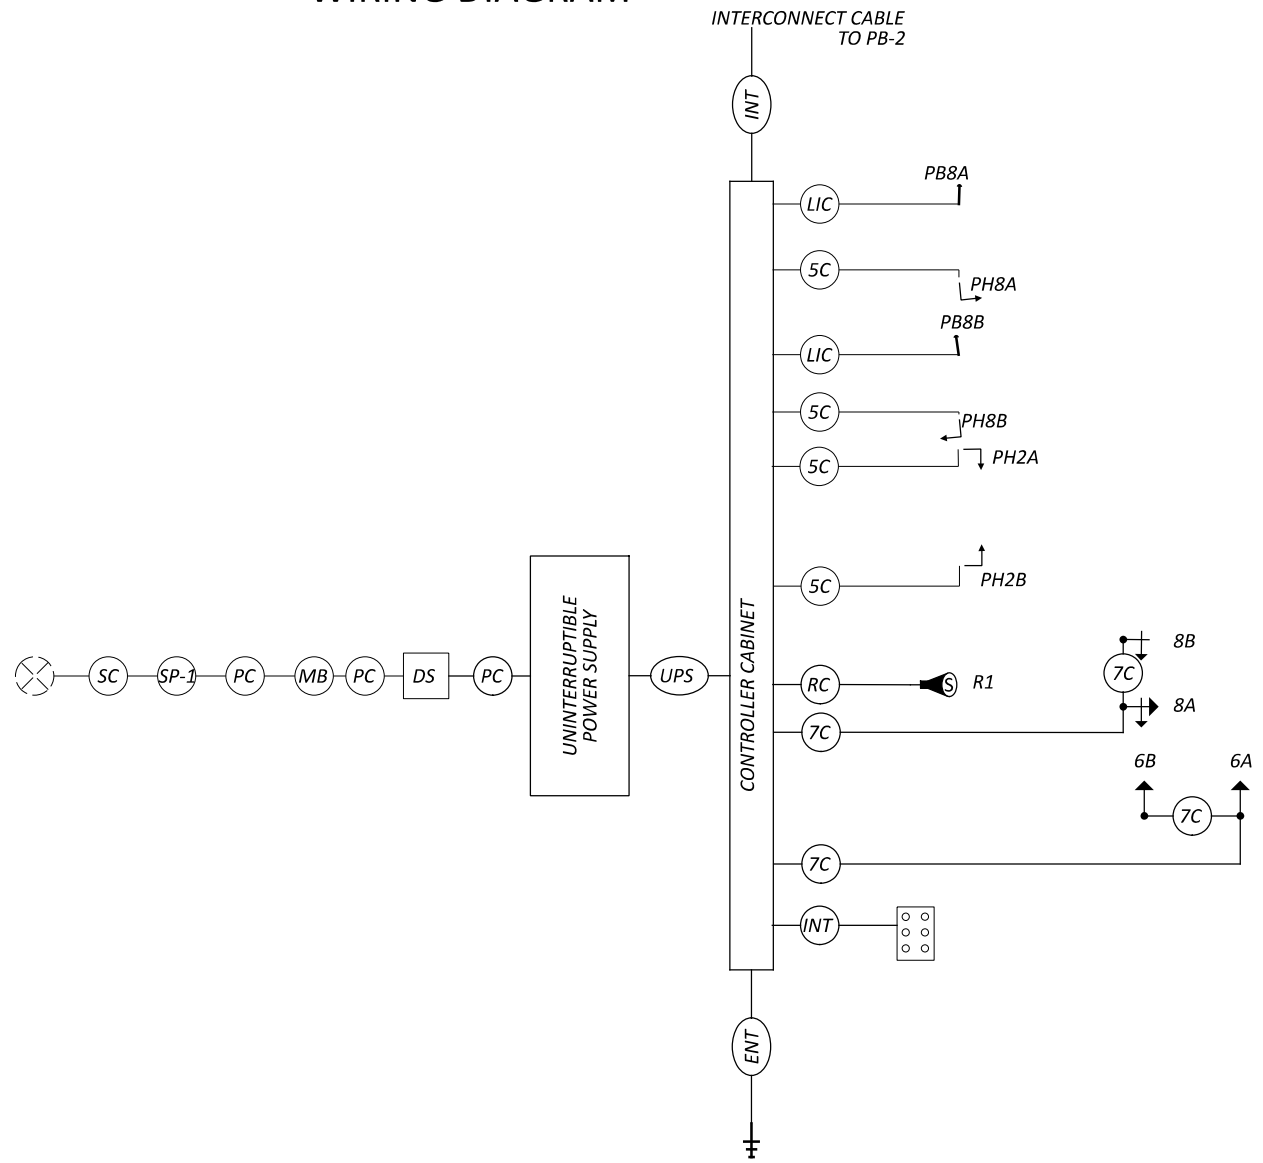 WIRING DIAGRAM
INTERCONNECT CABLE
TO PB-2
INT
PB8A
LIC
5C
PH8A
PB8B
LIC
5C
PH8B
5C
PH2A
5C
PH2B
SC
SP-1
PC
MB
PC
DS
PC
UNINTERRUPTIBLE
POWER SUPPLY
UPS
CONTROLLER CABINET
RC
S
R1
8B
7C
8A
7C
6B
6A
7C
7C
INT
ENT